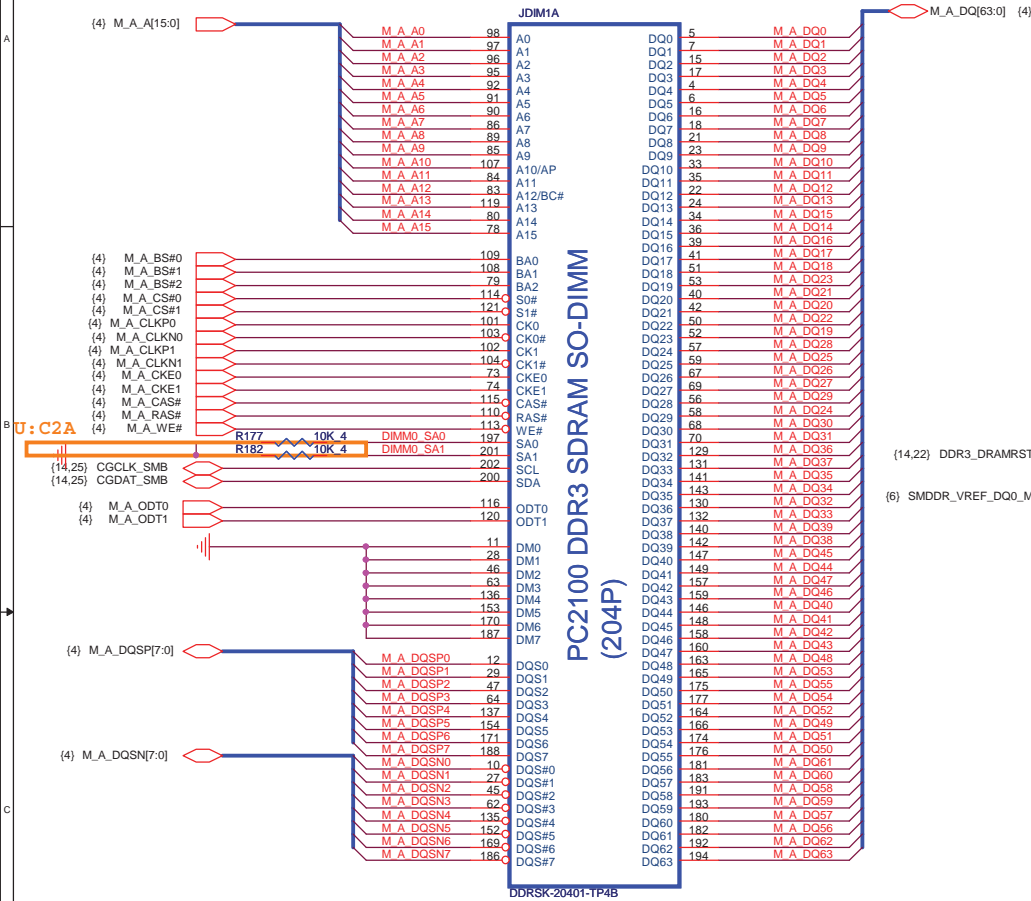 JDIM1A
{4} M_A_A[15:0]
M_A_DQ[63:0] {4}
A
M_A_A0 98 A0 DQ0 5 M_A_DQ0
M_A_A1 97 A1 DQ1 7 M_A_DQ1
M_A_A2 96 A2 DQ2 15 M_A_DQ2
M_A_A3 95 A3 DQ3 17 M_A_DQ3
M_A_A4 92 A4 DQ4 4 M_A_DQ4
M_A_A5 91 A5 DQ5 6 M_A_DQ5
M_A_A6 90 A6 DQ6 16 M_A_DQ6
M_A_A7 86 A7 DQ7 18 M_A_DQ7
M_A_A8 89 A8 DQ8 21 M_A_DQ8
M_A_A9 85 A9 DQ9 23 M_A_DQ9
M_A_A10 107 A10/AP DQ10 33 M_A_DQ10
M_A_A11 84 A11 DQ11 35 M_A_DQ11
M_A_A12 83 A12/BC# DQ12 22 M_A_DQ12
M_A_A13 119 A13 DQ13 24 M_A_DQ13
M_A_A14 80 A14 DQ14 34 M_A_DQ15
M_A_A15 78 A15 DQ15 36 M_A_DQ14
DQ16 39 M_A_DQ16
{4} M_A_BS#0 109 BA0 DQ17 41 M_A_DQ17
{4} M_A_BS#1 108 BA1 DQ18 51 M_A_DQ18
{4} M_A_BS#2 79 BA2 DQ19 53 M_A_DQ23
{4} M_A_CS#0 114 S0# DQ20 40 M_A_DQ21
{4} M_A_CS#1 121 S1# DQ21 42 M_A_DQ20
{4} M_A_CLKP0 101 CK0 DQ22 50 M_A_DQ22
{4} M_A_CLKN0 103 CK0# DQ23 52 M_A_DQ19
{4} M_A_CLKP1 102 CK1 DQ24 57 M_A_DQ28
{4} M_A_CLKN1 104 CK1# DQ25 59 M_A_DQ25
{4} M_A_CKE0 73 CKE0 DQ26 67 M_A_DQ26
{4} M_A_CKE1 74 CKE1 DQ27 69 M_A_DQ27
{4} M_A_CAS# 115 CAS# DQ28 56 M_A_DQ29
{4} M_A_RAS# 110 RAS# DQ29 58 M_A_DQ24
B U:C2A {4} M_A_WE# 113 WE# DQ30 68 M_A_DQ30
R177 10K_4 DIMM0_SA0 197 SA0 DQ31 70 M_A_DQ31
R182 10K_4 DIMM0_SA1 201 SA1 DQ32 129 M_A_DQ36
{14,22} DDR3_DRAMRST
{14,25} CGCLK_SMB 202 SCL DQ33 131 M_A_DQ37
{14,25} CGDAT_SMB 200 SDA DQ34 141 M_A_DQ35
DQ35 143 M_A_DQ34
{6} SMDDR_VREF_DQ0_M
{4} M_A_ODT0 116 ODT0 DQ36 130 M_A_DQ32
{4} M_A_ODT1 120 ODT1 DQ37 132 M_A_DQ33
DQ38 140 M_A_DQ39
11 DM0 DQ39 142 M_A_DQ38
28 DM1 DQ40 147 M_A_DQ45
46 DM2 DQ41 149 M_A_DQ44
63 DM3 DQ42 157 M_A_DQ47
136 DM4 DQ43 159 M_A_DQ46
153 DM5 DQ44 146 M_A_DQ40
170 DM6 DQ45 148 M_A_DQ41
187 DM7 DQ46 158 M_A_DQ42
PC2100 DDR3 SDRAM SO-DIMM
(204P)
{4} M_A_DQSP[7:0] DQ47 160 M_A_DQ43
M_A_DQSP0 12 DQS0 DQ48 163 M_A_DQ48
M_A_DQSP1 29 DQS1 DQ49 165 M_A_DQ53
M_A_DQSP2 47 DQS2 DQ50 175 M_A_DQ55
M_A_DQSP3 64 DQS3 DQ51 177 M_A_DQ54
M_A_DQSP4 137 DQS4 DQ52 164 M_A_DQ52
M_A_DQSP5 154 DQS5 DQ53 166 M_A_DQ49
M_A_DQSP6 171 DQS6 DQ54 174 M_A_DQ51
M_A_DQSP7 188 DQS7 DQ55 176 M_A_DQ50
{4} M_A_DQSN[7:0]
M_A_DQSN0 10 DQS#0 DQ56 181 M_A_DQ61
M_A_DQSN1 27 DQS#1 DQ57 183 M_A_DQ60
M_A_DQSN2 45 DQS#2 DQ58 191 M_A_DQ58
M_A_DQSN3 62 DQS#3 DQ59 193 M_A_DQ59
C
M_A_DQSN4 135 DQS#4 DQ60 180 M_A_DQ57
M_A_DQSN5 152 DQS#5 DQ61 182 M_A_DQ56
M_A_DQSN6 169 DQS#6 DQ62 192 M_A_DQ62
M_A_DQSN7 186 DQS#7 DQ63 194 M_A_DQ63
DDRSK-20401-TP4B